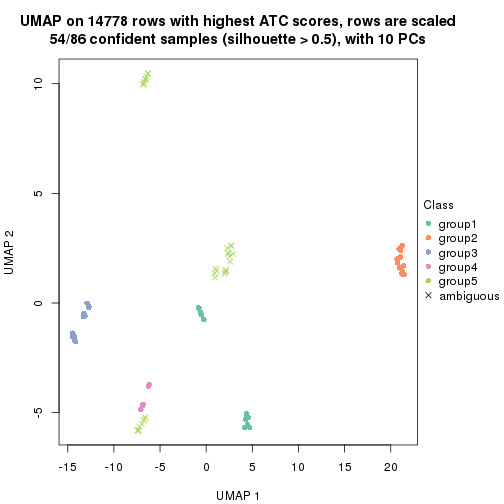 UMAP on 14778 rows with highest ATC scores, rows are scaled
54/86 confident samples (silhouette > 0.5), with 10 PCs
10
5
0
-5
UMAP 2
-15
-10
-5
0
5
10
15
20
UMAP 1
Class
group1
group2
group3
group4
group5
ambiguous